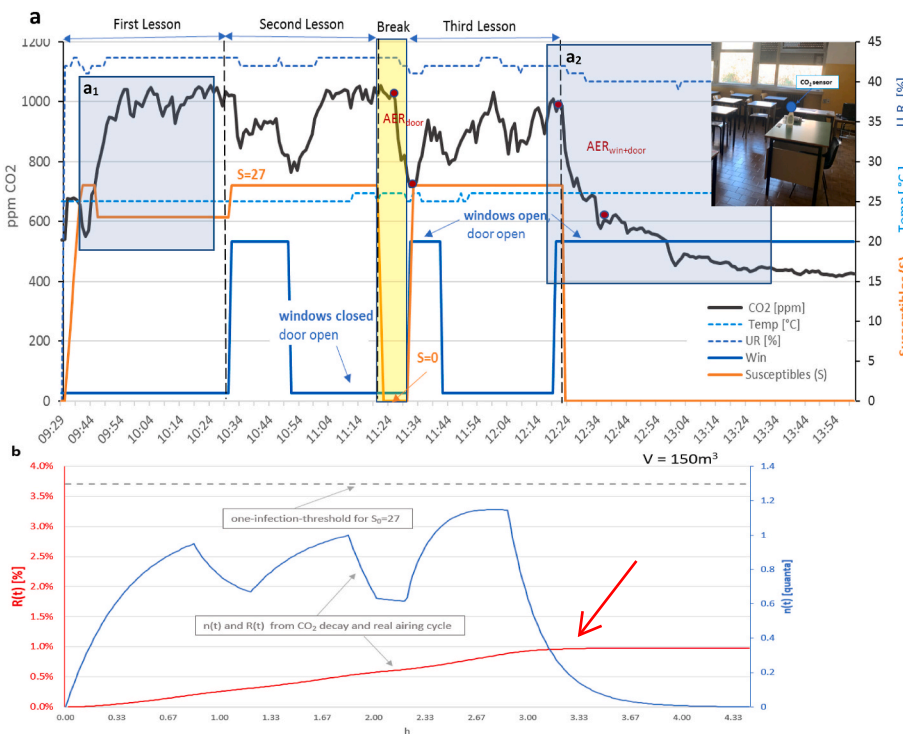 a
First Lesson
Second Lesson
Break
Third Lesson
1200
1000
800
600
400
200
0
ppm CO2
a1
a2
AERdoor
AERwin+door
CO2 sensor
S=27
windows open,
door open
windows closed
door open
S=0
CO2 [ppm]
Temp [°C]
UR [%]
Win
Susceptibles (S)
45
40
35
30
25
20
15
10
5
0
U.R [%]
Temp[°C]
Susceptibles(S)
09:29
09:44
09:54
10:04
10:14
10:24
10:34
10:44
10:54
11:04
11:14
11:24
11:34
11:44
11:54
12:04
12:14
12:24
12:34
12:44
12:54
13:04
13:14
13:24
13:34
13:44
13:54
b
V = 150m³
4.0%
3.5%
3.0%
2.5%
2.0%
1.5%
1.0%
0.5%
0.0%
R(t) [%]
one-infection-threshold for S0=27
n(t) and R(t) from CO2 decay and real airing cycle
1.4
1.2
1
0.8
0.6
0.4
0.2
0
n(t) [quanta]
0.00
0.33
0.67
1.00
1.33
1.67
2.00
2.33
2.67
3.00
3.33
3.67
4.00
4.33
h